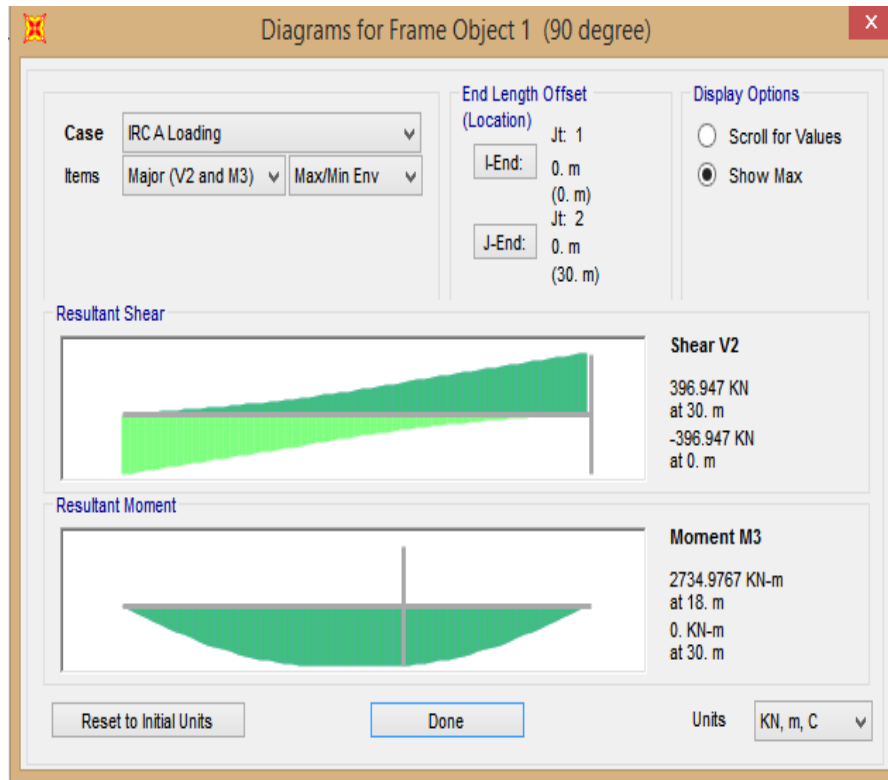 Diagrams for Frame Object 1 (90 degree)
X
Case
IRC A Loading
Items
Major (V2 and M3)
Max/Min Env
End Length Offset
(Location)
Jt: 1
I-End:
0. m
(0. m)
Jt: 2
J-End:
0. m
(30. m)
Display Options
Scroll for Values
Show Max
Resultant Shear
Shear V2
396.947 KN
at 30. m
-396.947 KN
at 0. m
Resultant Moment
Moment M3
2734.9767 KN-m
at 18. m
0. KN-m
at 30. m
Reset to Initial Units
Done
Units
KN, m, C